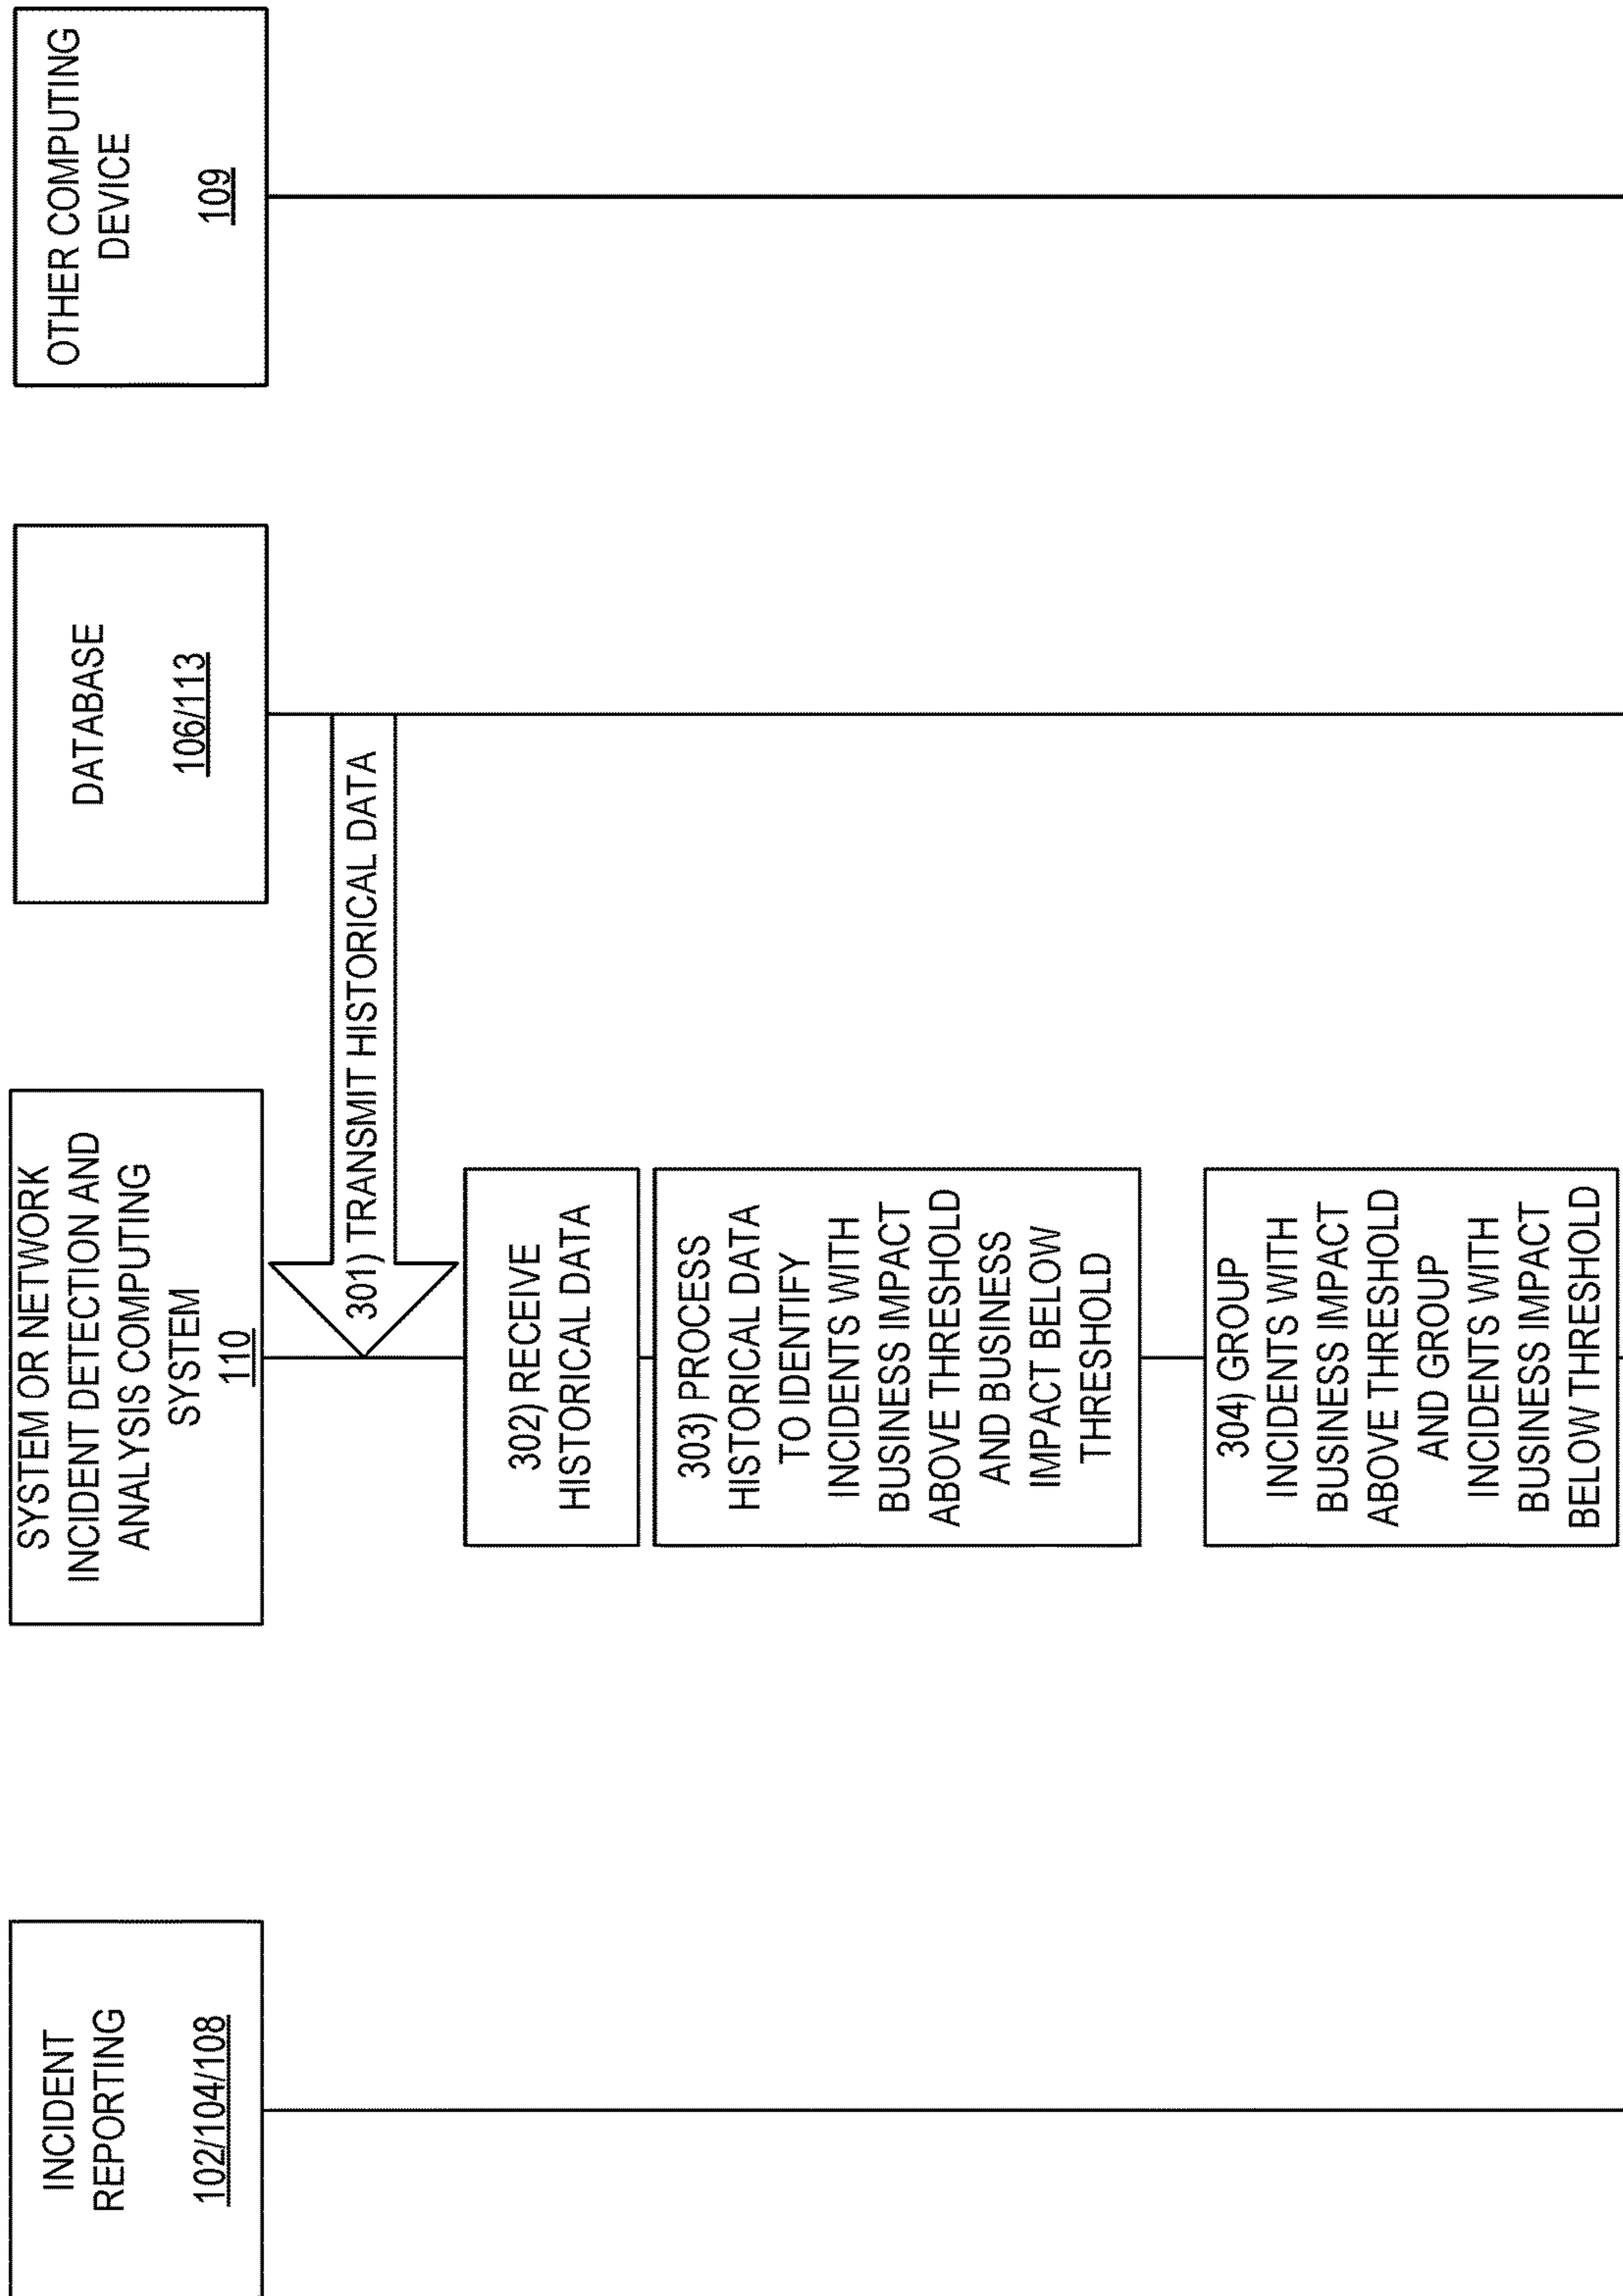 INCIDENT
REPORTING
102/104/108
SYSTEM OR NETWORK
INCIDENT DETECTION AND
ANALYSIS COMPUTING
SYSTEM
110
DATABASE
106/113
OTHER COMPUTING
DEVICE
109
301) TRANSMIT HISTORICAL DATA
302) RECEIVE
HISTORICAL DATA
303) PROCESS
HISTORICAL DATA
TO IDENTIFY
INCIDENTS WITH
BUSINESS IMPACT
ABOVE THRESHOLD
AND BUSINESS
IMPACT BELOW
THRESHOLD
304) GROUP
INCIDENTS WITH
BUSINESS IMPACT
ABOVE THRESHOLD
AND GROUP
INCIDENTS WITH
BUSINESS IMPACT
BELOW THRESHOLD